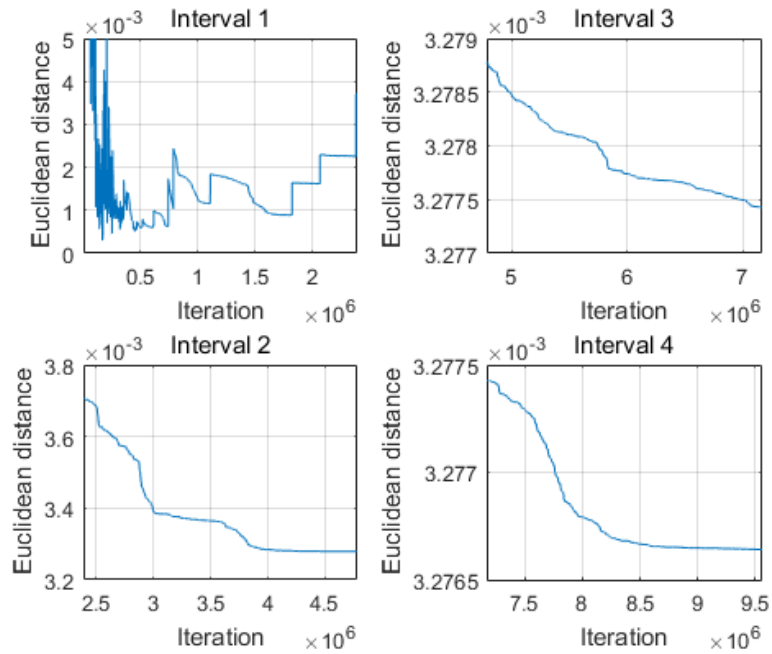 ×10⁻³ Interval 1
5
4
3
2
1
0
Euclidean distance
0.5 1 1.5 2
Iteration ×10⁶
×10⁻³ Interval 3
3.279
3.2785
3.278
3.2775
3.277
Euclidean distance
5 6 7
Iteration ×10⁶
×10⁻³ Interval 2
3.8
3.6
3.4
3.2
Euclidean distance
2.5 3 3.5 4 4.5
Iteration ×10⁶
×10⁻³ Interval 4
3.2775
3.277
3.2765
Euclidean distance
7.5 8 8.5 9 9.5
Iteration ×10⁶